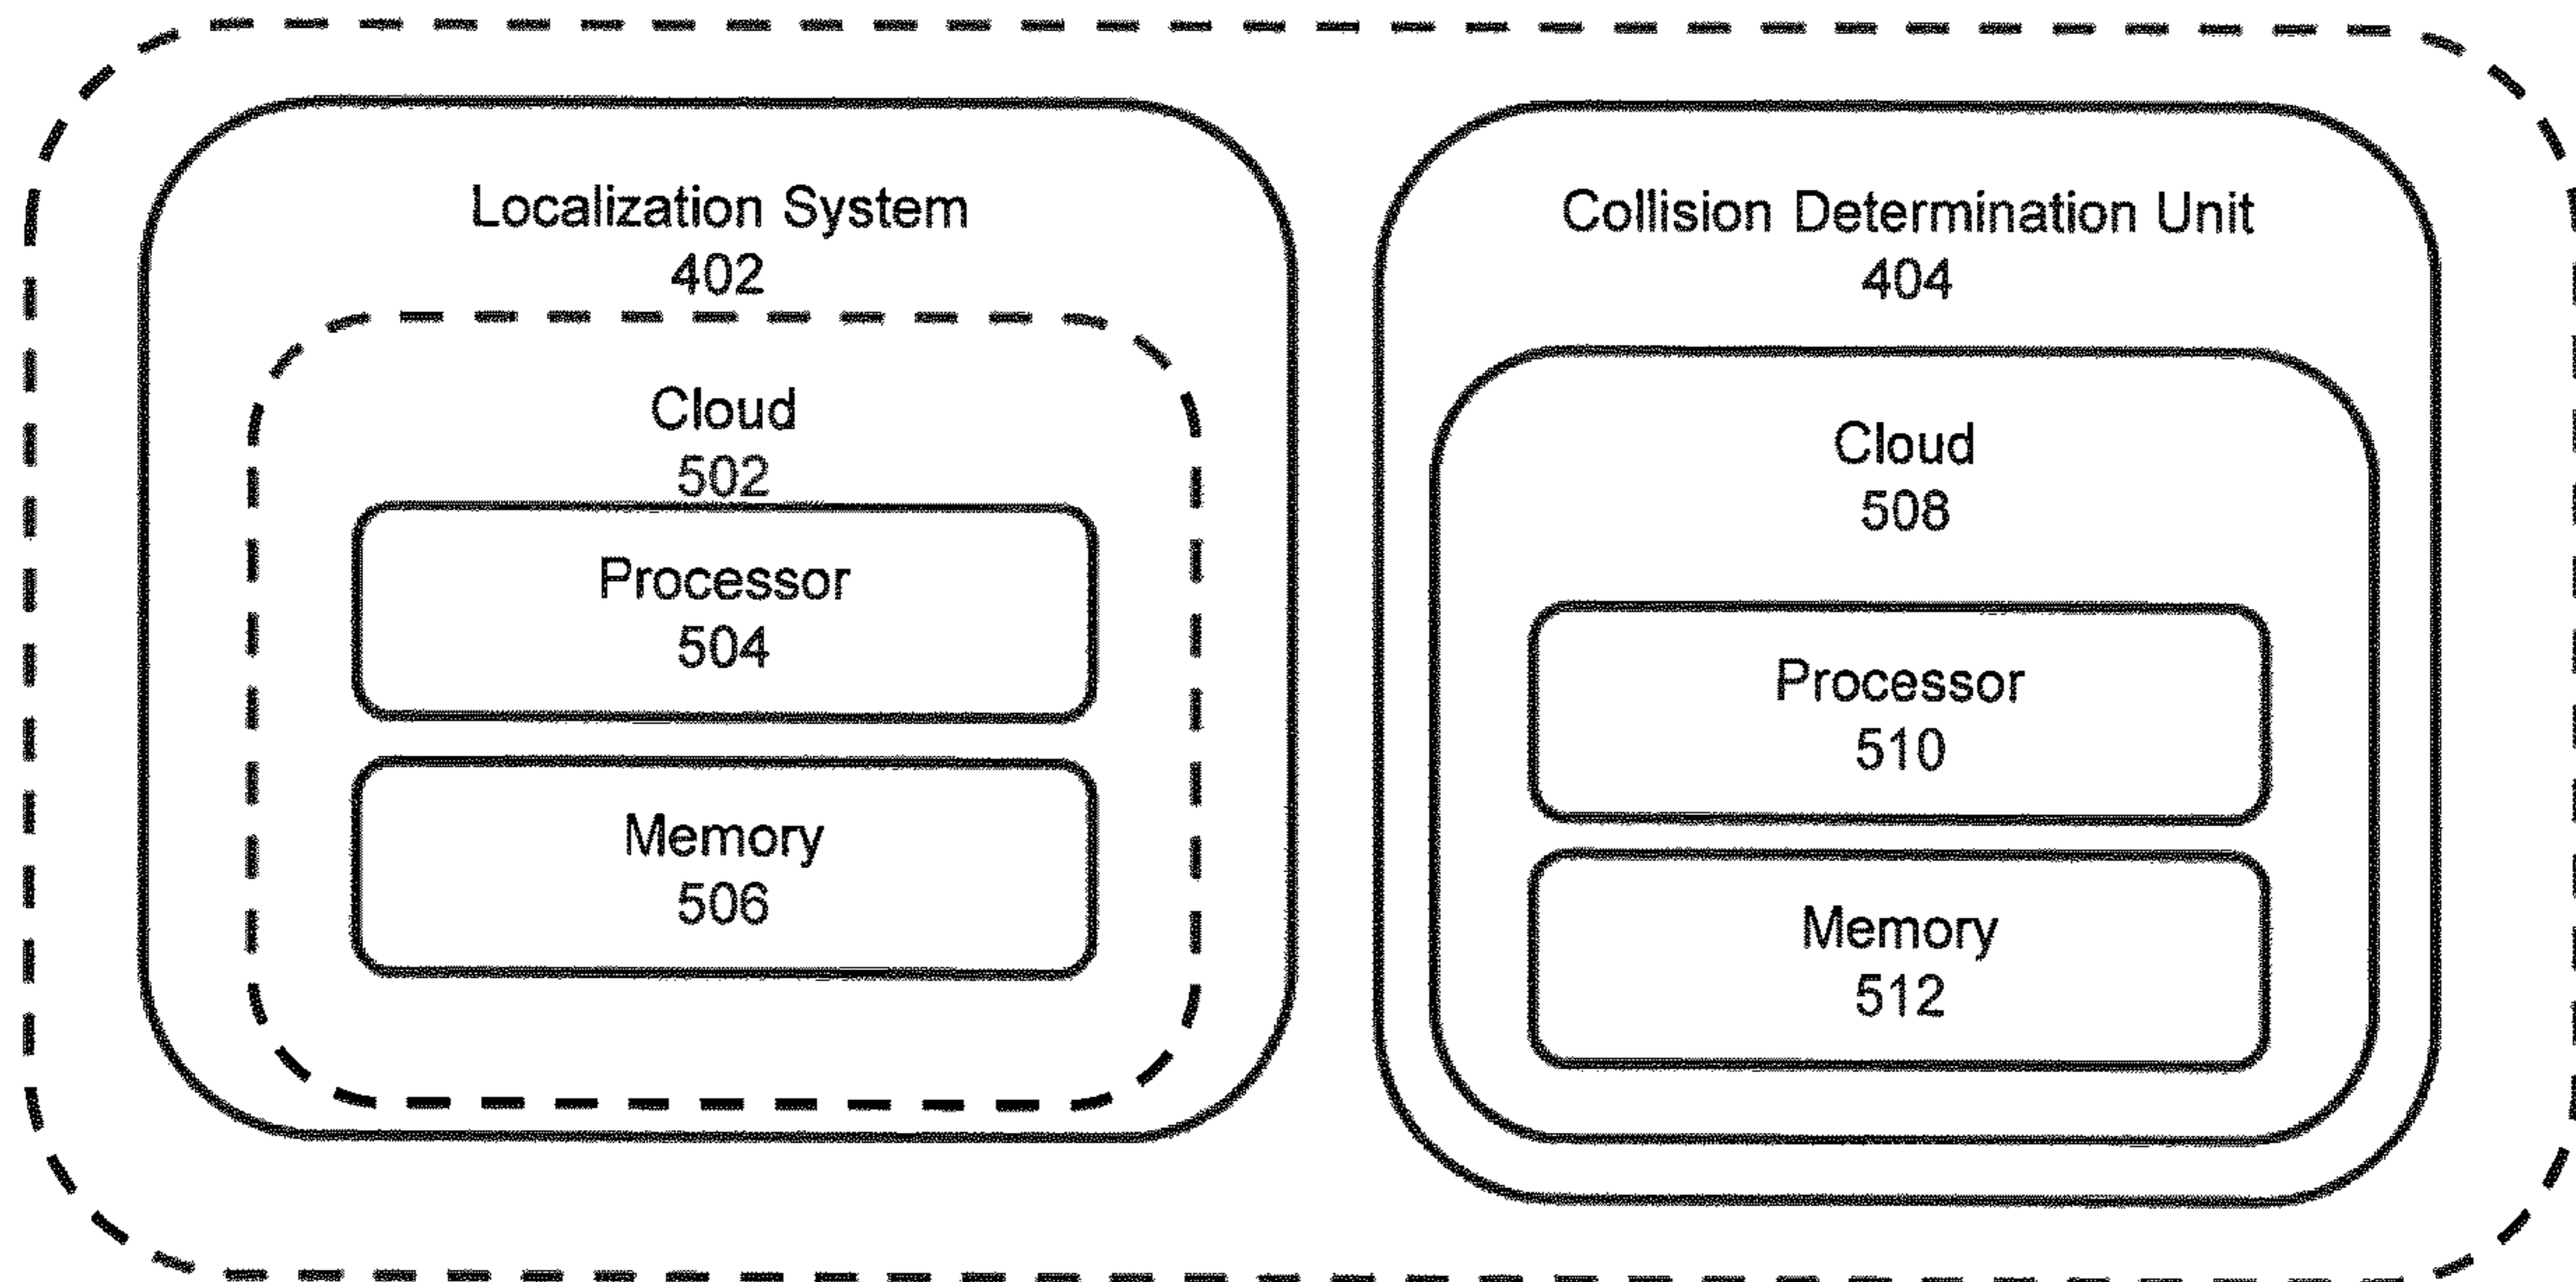 Localization System
402
Cloud
502
Processor
504
Memory
506
Collision Determination Unit
404
Cloud
508
Processor
510
Memory
512